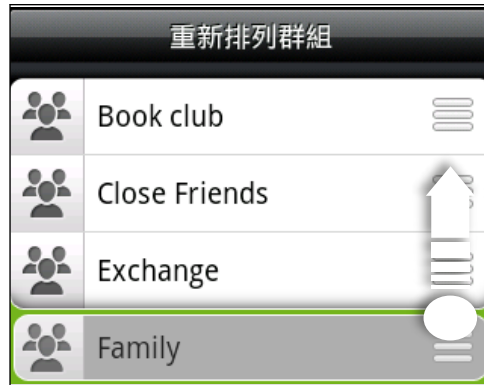 重新排列群組
Book club
Close Friends
Exchange
Family